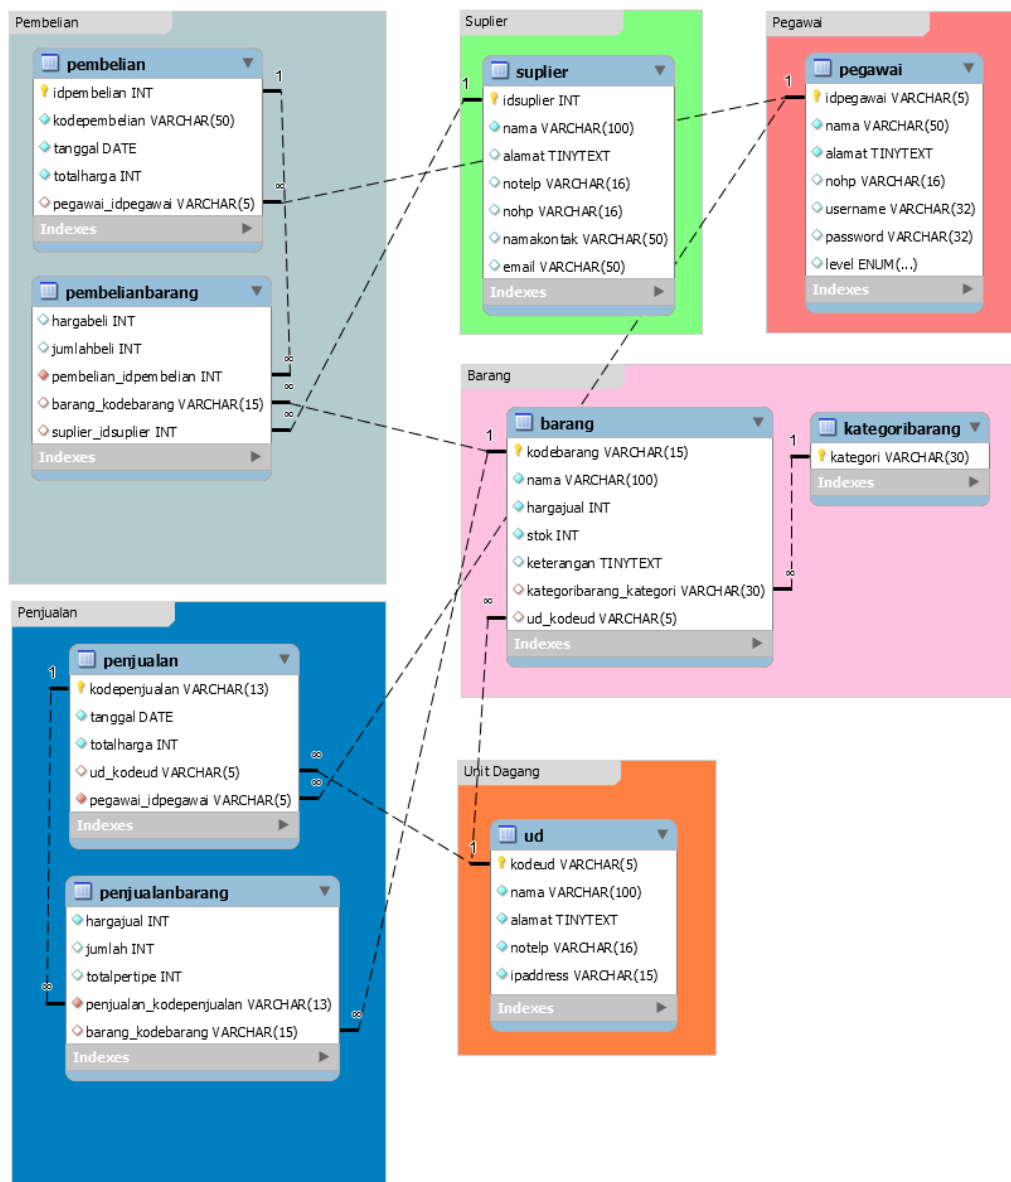 Pembelian
pembelian
idpembelian INT
kodepembelian VARCHAR(50)
tanggal DATE
totalharga INT
pegawai_idpegawai VARCHAR(5)
Indexes
1
∞
pembelianbarang
hargabeli INT
jumlahbeli INT
pembelian_idpembelian INT
barang_kodebarang VARCHAR(15)
suplier_idsuplier INT
Indexes
∞
∞
∞
Suplier
1
suplier
idsuplier INT
nama VARCHAR(100)
alamat TINYTEXT
notelp VARCHAR(16)
nohp VARCHAR(16)
namakontak VARCHAR(50)
email VARCHAR(50)
Indexes
Pegawai
1
pegawai
idpegawai VARCHAR(5)
nama VARCHAR(50)
alamat TINYTEXT
nohp VARCHAR(16)
username VARCHAR(32)
password VARCHAR(32)
level ENUM(...)
Indexes
Barang
1
barang
kodebarang VARCHAR(15)
nama VARCHAR(100)
hargajual INT
stok INT
keterangan TINYTEXT
kategoribarang_kategori VARCHAR(30)
ud_kodeud VARCHAR(5)
Indexes
∞
∞
1
kategoribarang
kategori VARCHAR(30)
Indexes
Penjualan
1
penjualan
kodepenjualan VARCHAR(13)
tanggal DATE
totalharga INT
ud_kodeud VARCHAR(5)
pegawai_idpegawai VARCHAR(5)
Indexes
∞
∞
penjualanbarang
hargajual INT
jumlah INT
totalpertipe INT
penjualan_kodepenjualan VARCHAR(13)
barang_kodebarang VARCHAR(15)
Indexes
∞
∞
Unit Dagang
1
ud
kodeud VARCHAR(5)
nama VARCHAR(100)
alamat TINYTEXT
notelp VARCHAR(16)
ipaddress VARCHAR(15)
Indexes